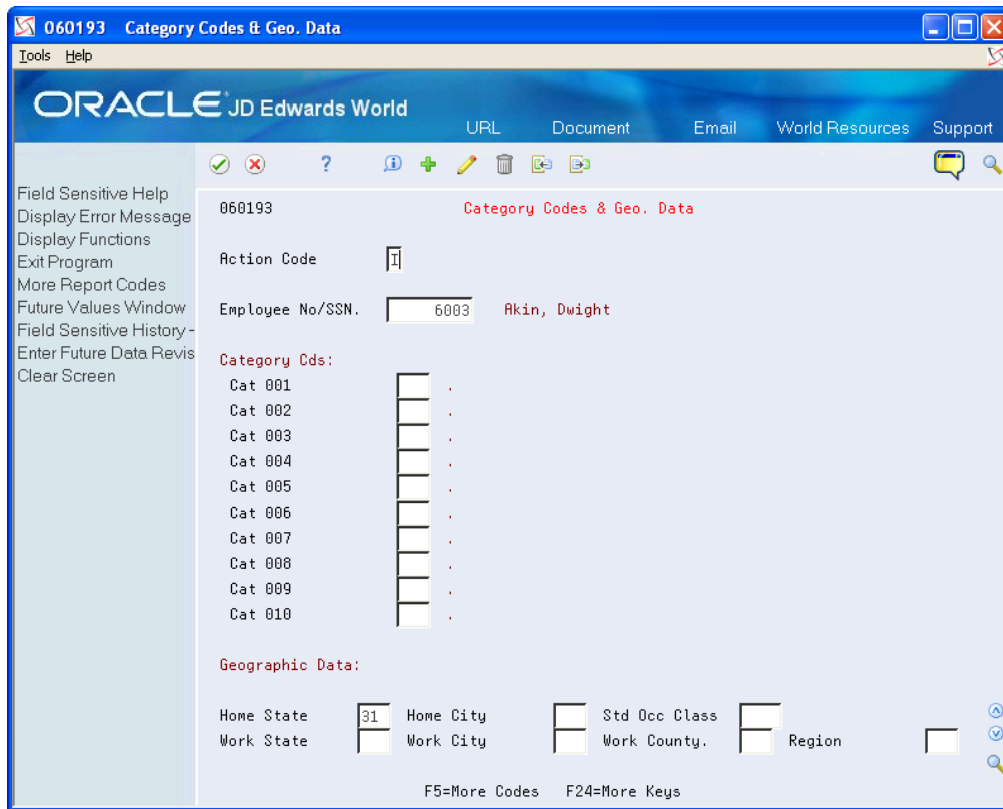 060193 Category Codes & Geo. Data
Tools Help
ORACLE JD Edwards World
URL Document Email World Resources Support
Field Sensitive Help
Display Error Message
Display Functions
Exit Program
More Report Codes
Future Values Window
Field Sensitive History -
Enter Future Data Revis
Clear Screen
060193 Category Codes & Geo. Data
Action Code I
Employee No/SSN. 6003 Akin, Dwight
Category Cds:
Cat 001 .
Cat 002 .
Cat 003 .
Cat 004 .
Cat 005 .
Cat 006 .
Cat 007 .
Cat 008 .
Cat 009 .
Cat 010 .
Geographic Data:
Home State 31 Home City Std Occ Class
Work State Work City Work County. Region
F5=More Codes F24=More Keys